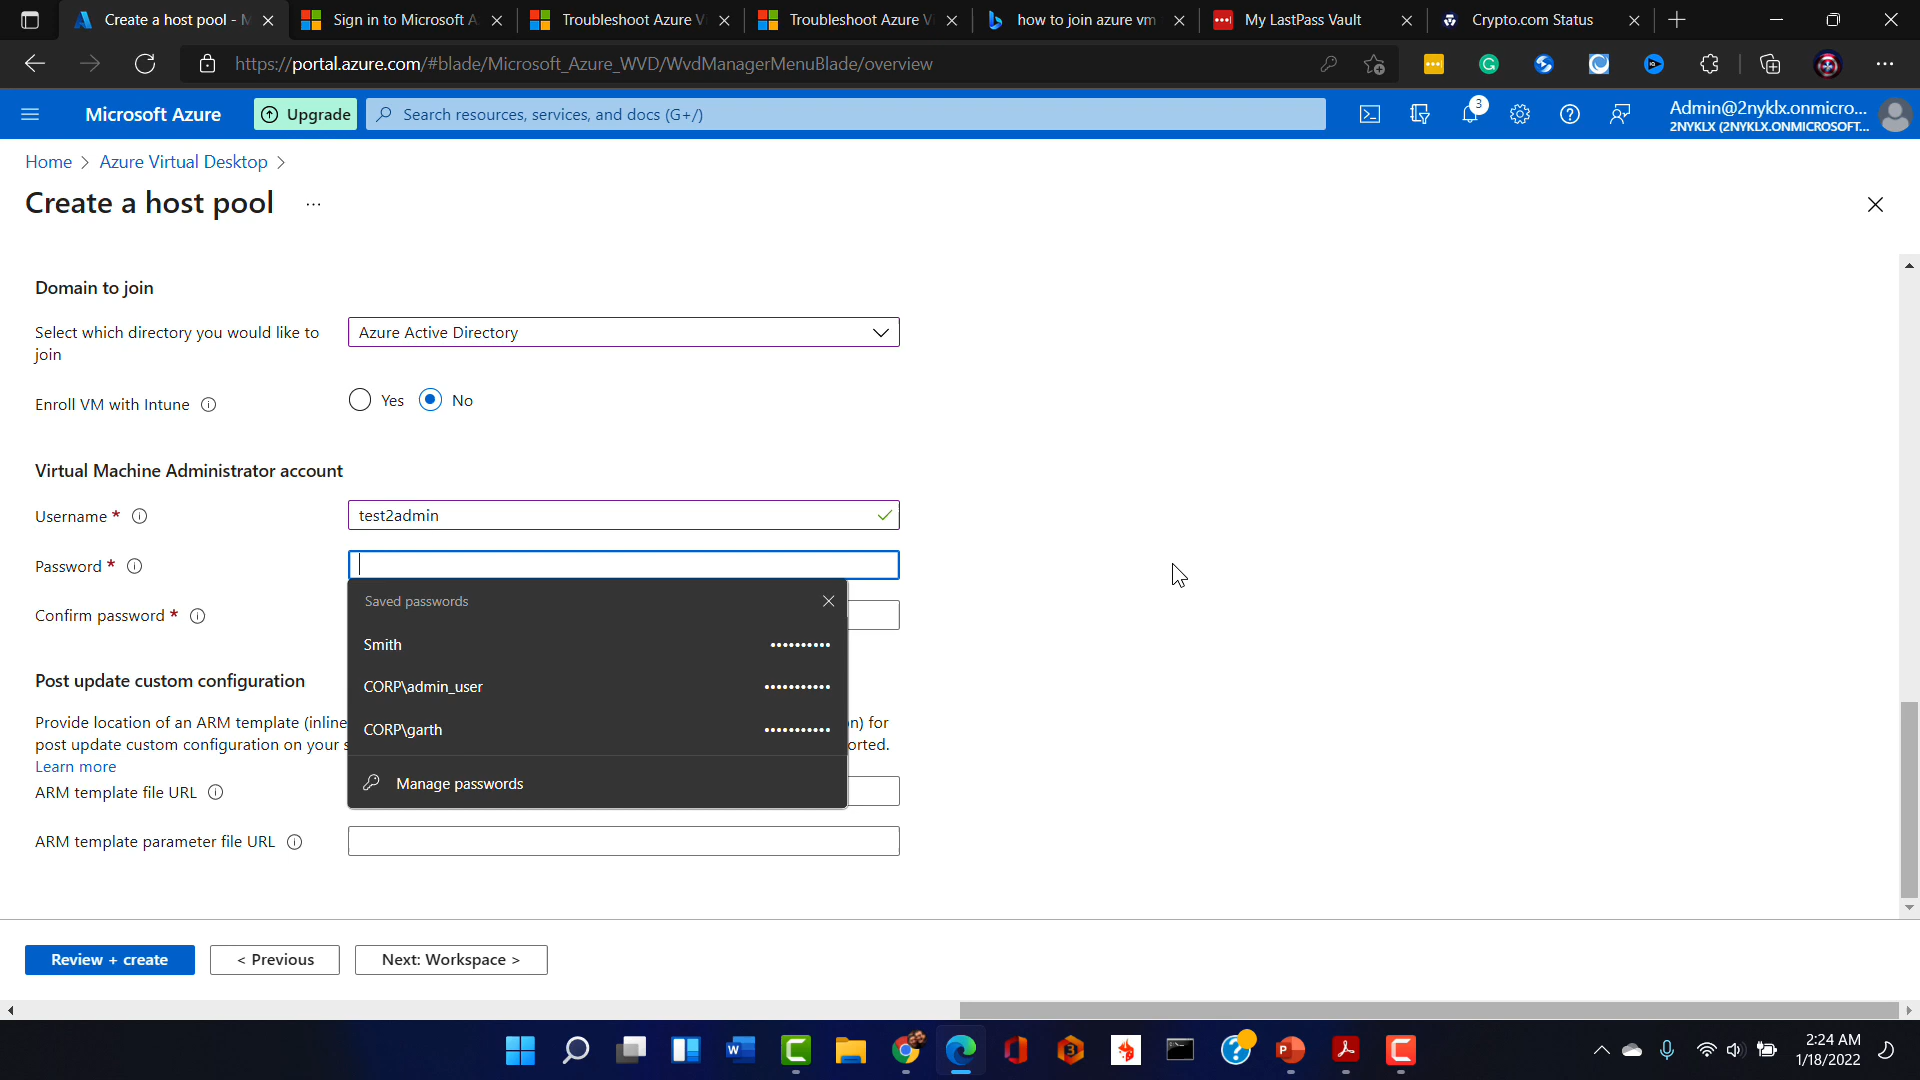 Create a host pool - M
Sign in to Microsoft A
Troubleshoot Azure V
Troubleshoot Azure V
how to join azure vm
My LastPass Vault
Crypto.com Status
https://portal.azure.com/#blade/Microsoft_Azure_WVD/WvdManagerMenuBlade/overview
Microsoft Azure
Upgrade
Search resources, services, and docs (G+/)
3
Admin@2nyklx.onmicro...
2NYKLX (2NYKLX.ONMICROSOFT...
Home > Azure Virtual Desktop >
Create a host pool ...
Domain to join
Select which directory you would like to
join
Azure Active Directory
Enroll VM with Intune
Yes
No
Virtual Machine Administrator account
Username *
test2admin
Password *
Confirm password *
Saved passwords
Smith ••••••••••
CORP\admin_user •••••••••••
CORP\garth •••••••••••
Manage passwords
Post update custom configuration
Provide location of an ARM template (inline
n) for
post update custom configuration on your s
orted.
Learn more
ARM template file URL
ARM template parameter file URL
Review + create
< Previous
Next: Workspace >
2:24 AM
1/18/2022